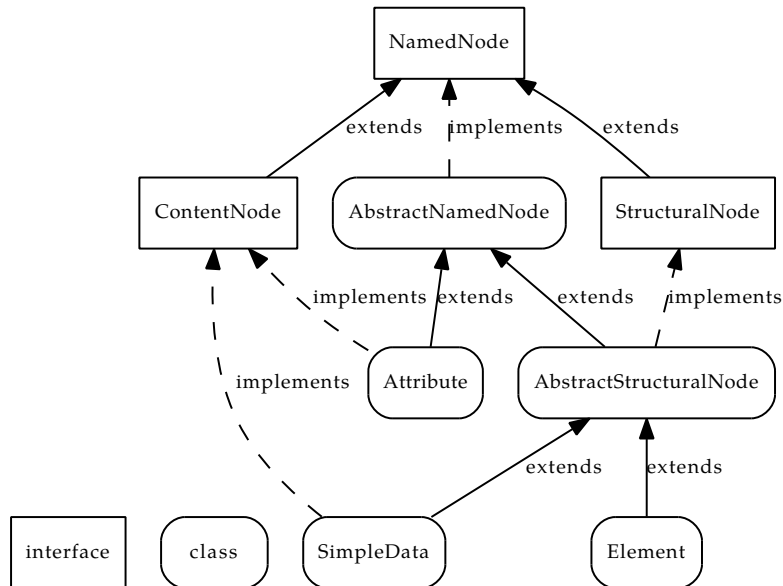 NamedNode
extends
implements
extends
ContentNode
AbstractNamedNode
StructuralNode
implements
extends
extends
implements
implements
Attribute
AbstractStructuralNode
extends
extends
interface
class
SimpleData
Element